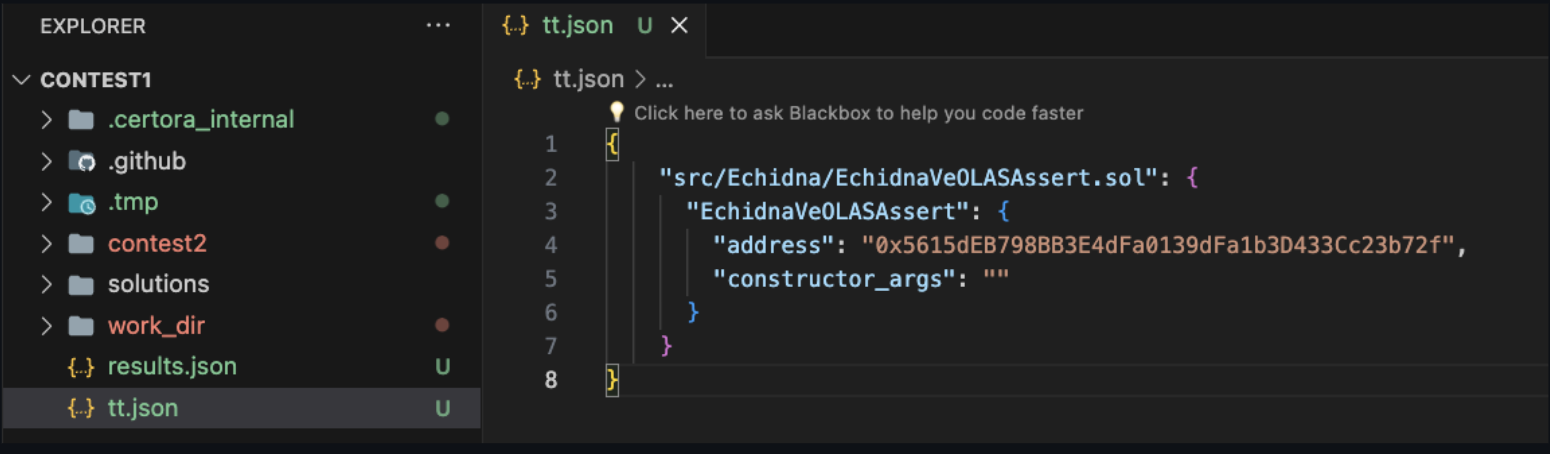 EXPLORER
...
CONTEST1
.certora_internal
.github
.tmp
contest2
solutions
work_dir
{..} results.json U
{..} tt.json U
{..} tt.json U ×
{..} tt.json > ...
Click here to ask Blackbox to help you code faster
1 {
2 "src/Echidna/EchidnaVeOLASAssert.sol": {
3 "EchidnaVeOLASAssert": {
4 "address": "0x5615dEB798BB3E4dFa0139dFa1b3D433Cc23b72f",
5 "constructor_args": ""
6 }
7 }
8 }